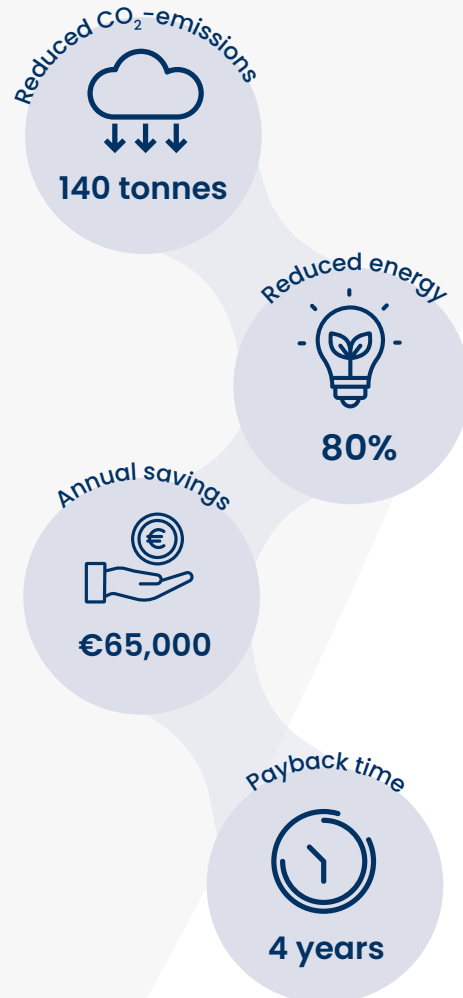 Reduced CO₂-emissions
140 tonnes
Reduced energy
80%
Annual savings
€
€65,000
Payback time
4 years